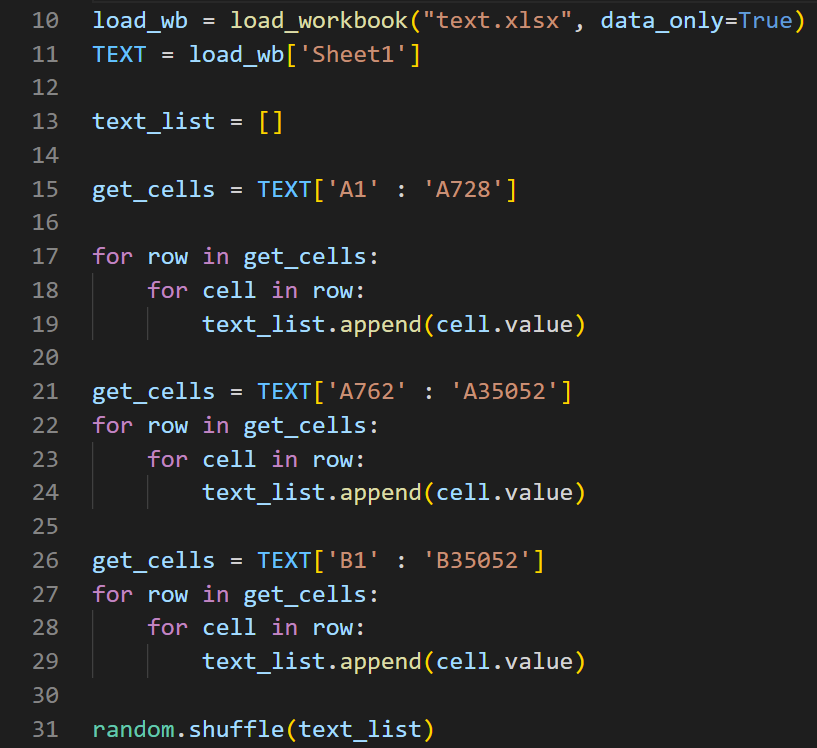 10 load_wb = load_workbook("text.xlsx", data_only=True)
11 TEXT = load_wb['Sheet1']
12
13 text_list = []
14
15 get_cells = TEXT['A1' : 'A728']
16
17 for row in get_cells:
18     for cell in row:
19         text_list.append(cell.value)
20
21 get_cells = TEXT['A762' : 'A35052']
22 for row in get_cells:
23     for cell in row:
24         text_list.append(cell.value)
25
26 get_cells = TEXT['B1' : 'B35052']
27 for row in get_cells:
28     for cell in row:
29         text_list.append(cell.value)
30
31 random.shuffle(text_list)